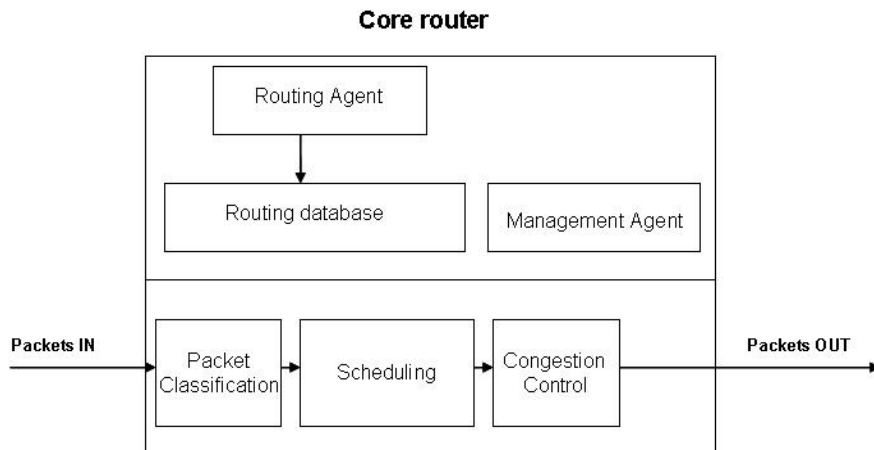 Core router
Routing Agent
Routing database
Management Agent
Packets IN
Packet
Classification
Scheduling
Congestion
Control
Packets OUT